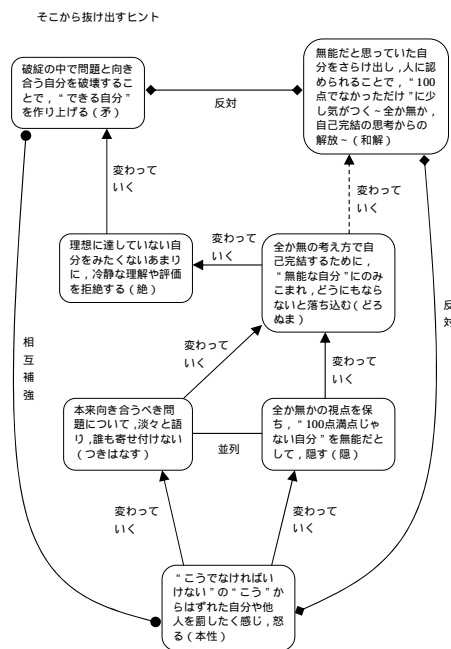 そこから抜け出すヒント
破綻の中で問題と向き
合う自分を破壊するこ
とで，“できる自分”
を作り上げる（矛）
反対
無能だと思っていた自
分をさらけ出し，人に認
められることで，“100
点でなかっただけ”に少
し気がつく～全か無か，
自己完結の思考からの
解放～（和解）
変わって
いく
変わって
いく
理想に達していない自
分をみたくないあまり
に，冷静な理解や評価
を拒絶する（絶）
変わって
いく
全か無の考え方で自
己完結するために，
“無能な自分”にのみ
こまれ，どうにもなら
ないと落ち込む（どろ
ぬま）
反
対
相
互
補
強
変わって
いく
変わって
いく
本来向き合うべき問
題について，淡々と語
り，誰も寄せ付けない
（つきはなす）
並列
全か無かの視点を保
ち，“100点満点じゃ
ない自分”を無能だと
して，隠す（隠）
変わって
いく
変わって
いく
“こうでなければい
けない”の“こう”か
らはずれた自分や他
人を罰したく感じ，怒
る（本性）